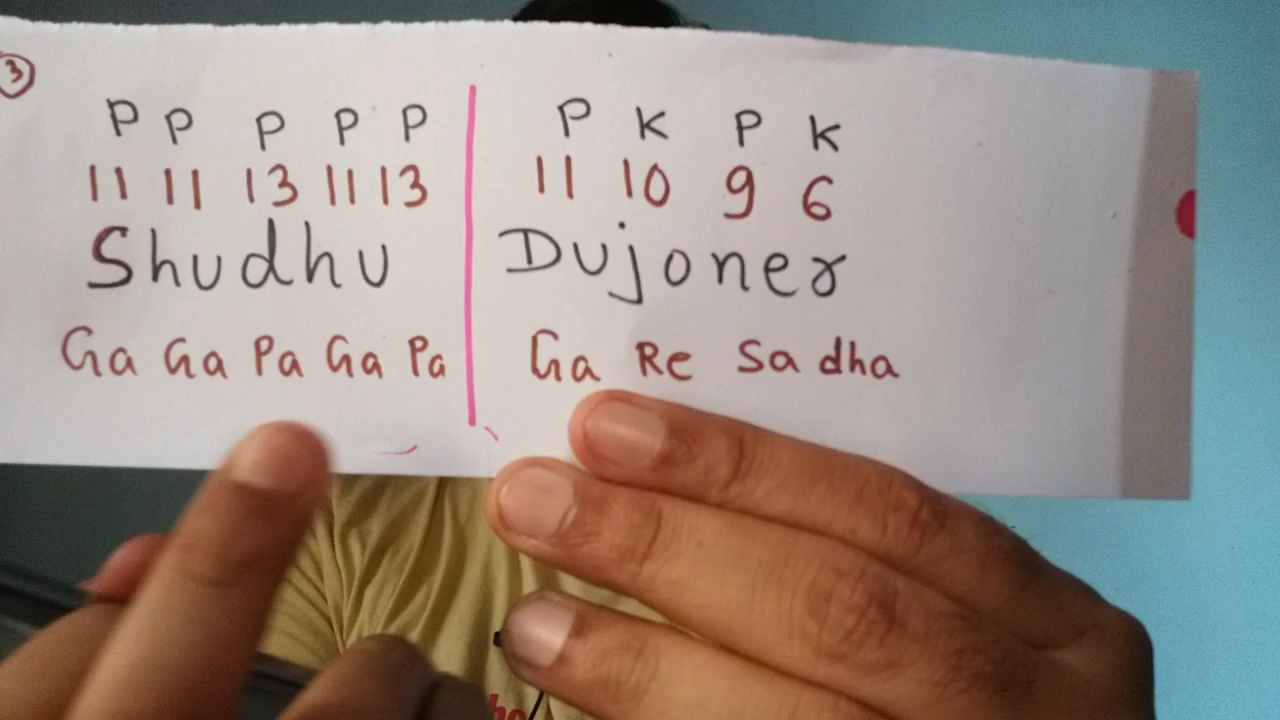 3
P P P P P | P K P K
11 11 13 11 13 | 11 10 9 6
Shudhu | Dujoner
Ga Ga Pa Ga Pa | Ga Re Sa dha